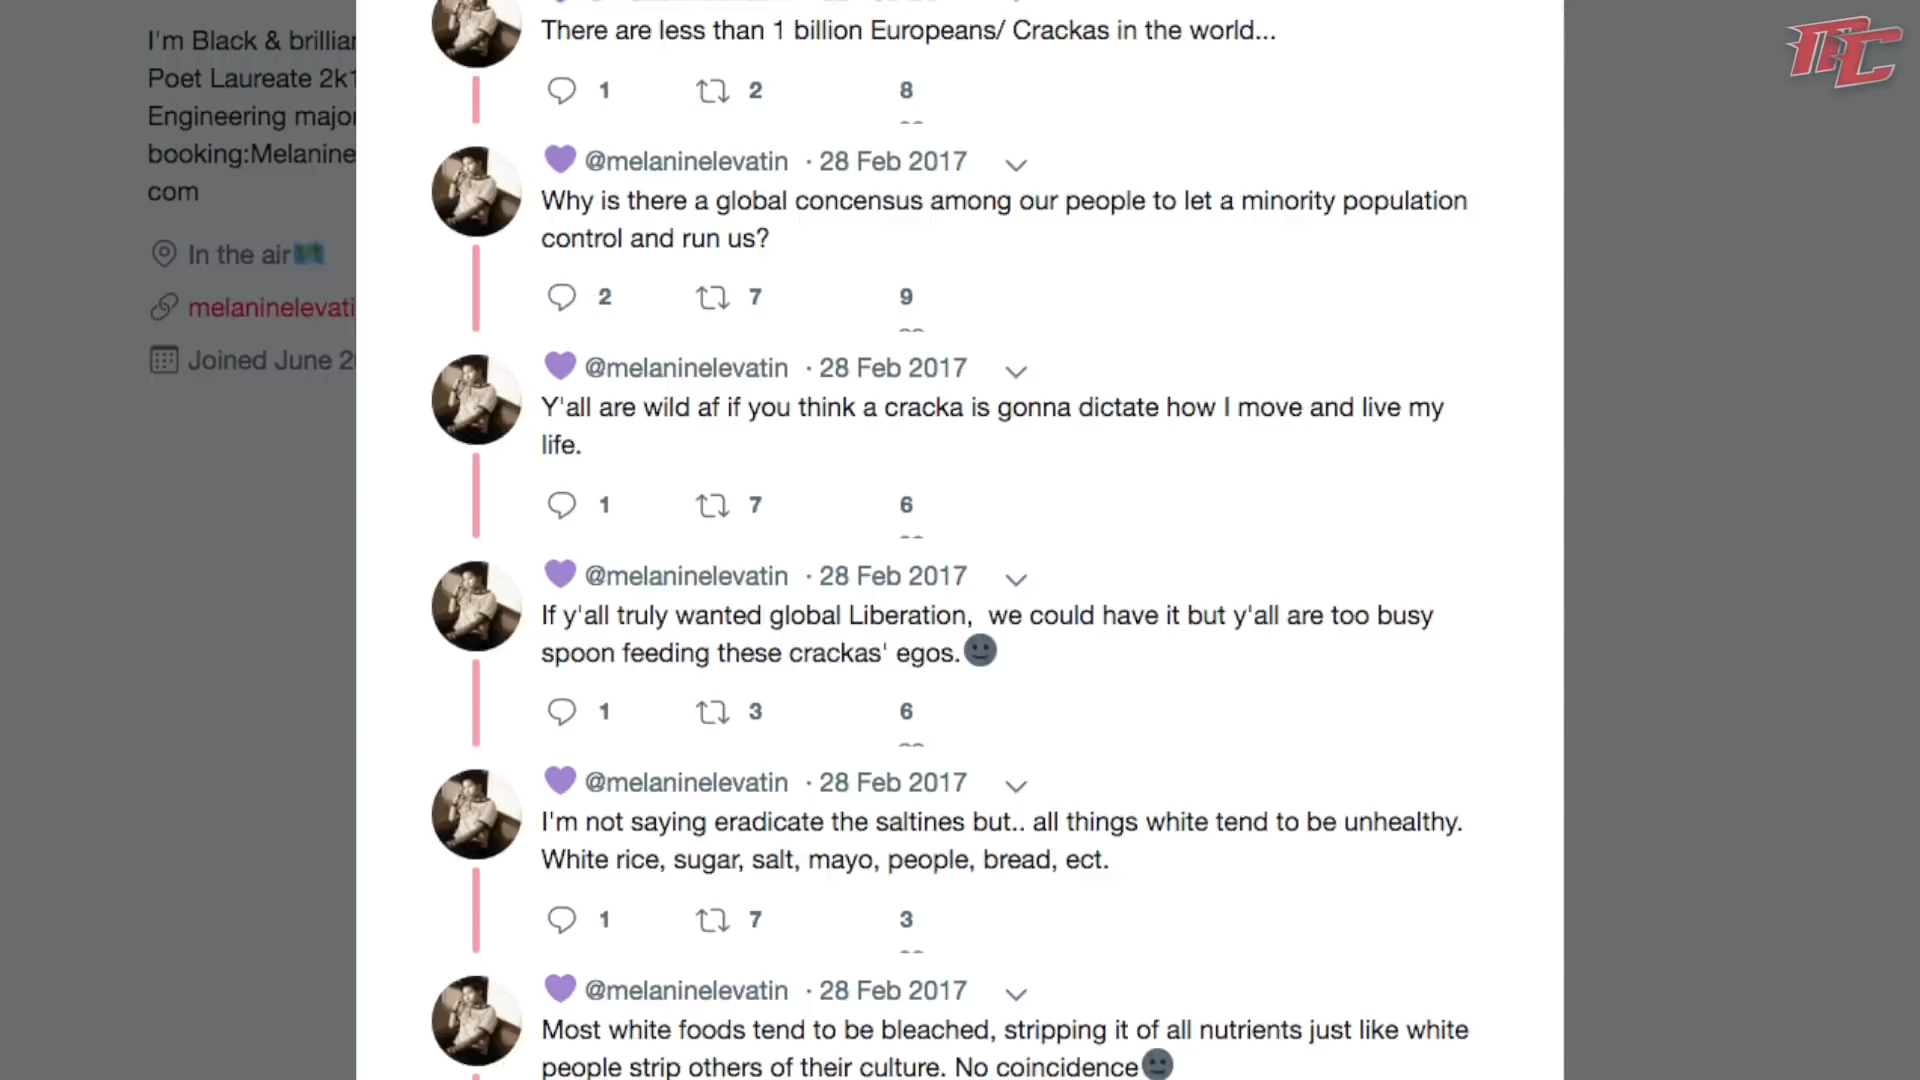 I'm Black & brillia
Poet Laureate 2k1
Engineering major
booking:Melanine
com
In the air
melaninelevati
Joined June 2
There are less than 1 billion Europeans/ Crackas in the world...
1 2 8
@melaninelevatin · 28 Feb 2017
Why is there a global concensus among our people to let a minority population
control and run us?
2 7 9
@melaninelevatin · 28 Feb 2017
Y'all are wild af if you think a cracka is gonna dictate how I move and live my
life.
1 7 6
@melaninelevatin · 28 Feb 2017
If y'all truly wanted global Liberation, we could have it but y'all are too busy
spoon feeding these crackas' egos.
1 3 6
@melaninelevatin · 28 Feb 2017
I'm not saying eradicate the saltines but.. all things white tend to be unhealthy.
White rice, sugar, salt, mayo, people, bread, ect.
1 7 3
@melaninelevatin · 28 Feb 2017
Most white foods tend to be bleached, stripping it of all nutrients just like white
people strip others of their culture. No coincidence